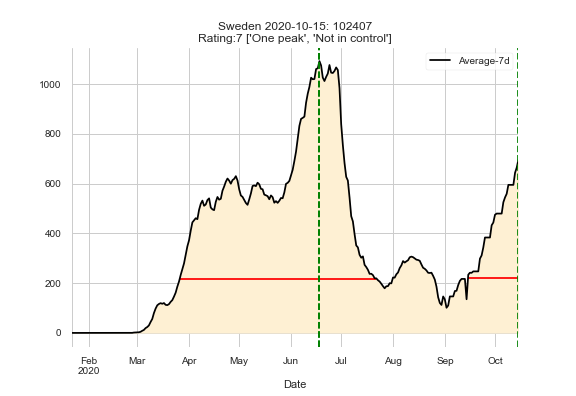 Sweden 2020-10-15: 102407
Rating:7 ['One peak', 'Not in control']
Average-7d
1000
800
600
400
200
0
Feb Mar Apr May Jun Jul Aug Sep Oct
2020
Date